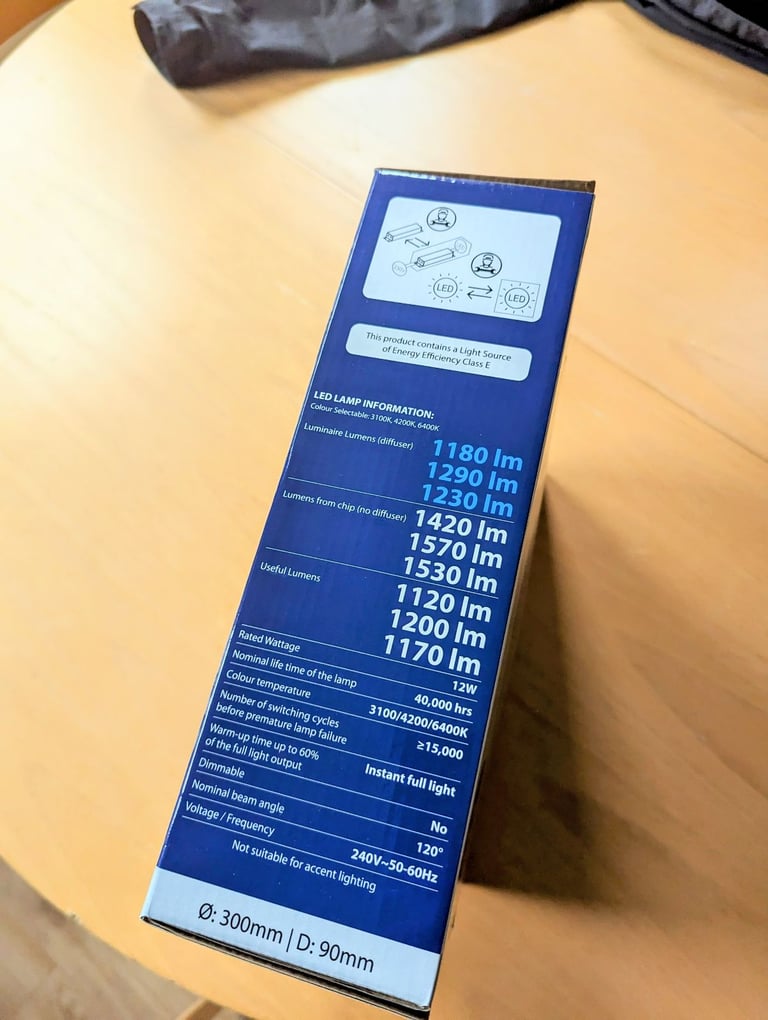 LED
LED
This product contains a Light Source
of Energy Efficiency Class E
LED LAMP INFORMATION:
Colour Selectable: 3100K, 4200K, 6400K
Luminaire Lumens (diffuser)
1180 lm
1290 lm
1230 lm
Lumens from chip (no diffuser)
1420 lm
1570 lm
1530 lm
Useful Lumens
1120 lm
1200 lm
1170 lm
Rated Wattage 12W
Nominal life time of the lamp 40,000 hrs
Colour temperature 3100/4200/6400K
Number of switching cycles
before premature lamp failure ≥15,000
Warm-up time up to 60%
of the full light output Instant full light
Dimmable No
Nominal beam angle 120°
Voltage / Frequency 240V~50-60Hz
Not suitable for accent lighting
Ø: 300mm | D: 90mm